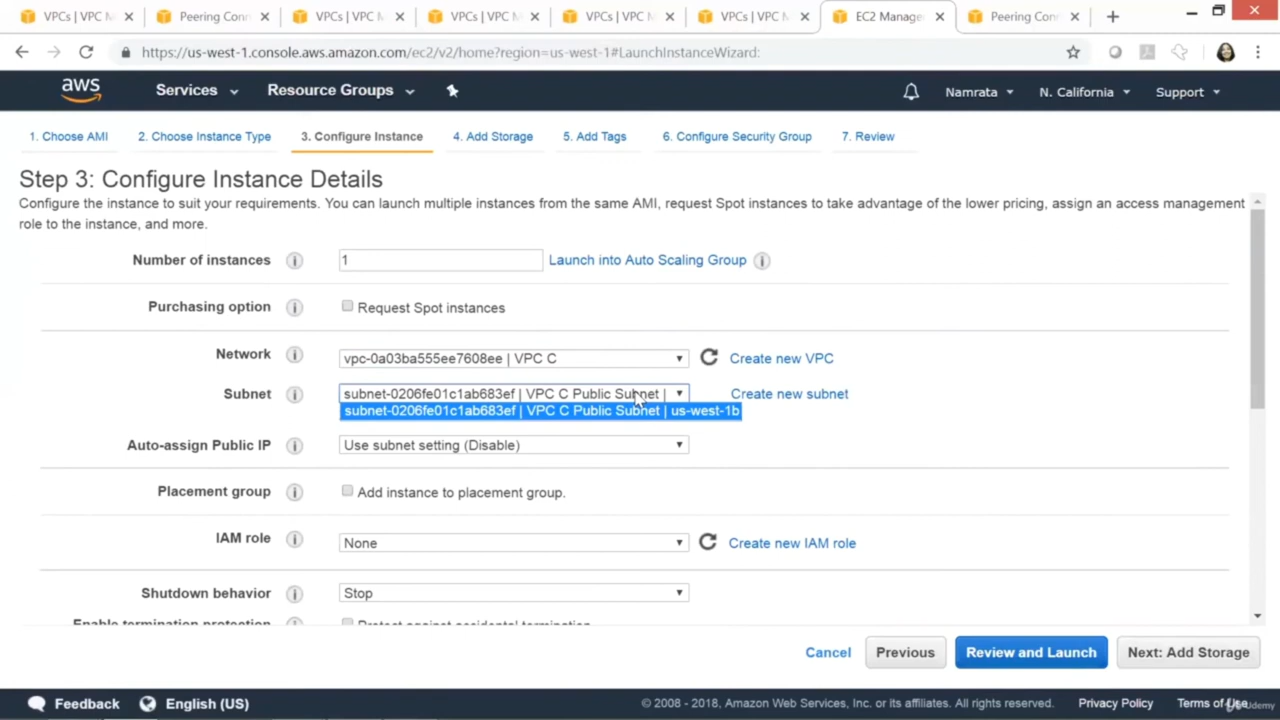 VPCs | VPC M
Peering Conn
VPCs | VPC M
VPCs | VPC M
VPCs | VPC M
VPCs | VPC M
EC2 Manage
Peering Conn
https://us-west-1.console.aws.amazon.com/ec2/v2/home?region=us-west-1#LaunchInstanceWizard:
aws Services Resource Groups Namrata N. California Support
1. Choose AMI 2. Choose Instance Type 3. Configure Instance 4. Add Storage 5. Add Tags 6. Configure Security Group 7. Review
Step 3: Configure Instance Details
Configure the instance to suit your requirements. You can launch multiple instances from the same AMI, request Spot instances to take advantage of the lower pricing, assign an access management
role to the instance, and more.
Number of instances i 1 Launch into Auto Scaling Group i
Purchasing option i Request Spot instances
Network i vpc-0a03ba555ee7608ee | VPC C Create new VPC
Subnet i subnet-0206fe01c1ab683ef | VPC C Public Subnet | Create new subnet
subnet-0206fe01c1ab683ef | VPC C Public Subnet | us-west-1b
Auto-assign Public IP i Use subnet setting (Disable)
Placement group i Add instance to placement group.
IAM role i None Create new IAM role
Shutdown behavior i Stop
Enable termination protection i Protect against accidental termination
Cancel Previous Review and Launch Next: Add Storage
Feedback English (US) © 2008 - 2018, Amazon Web Services, Inc. or its affiliates. All rights reserved. Privacy Policy Terms of Use
Udemy